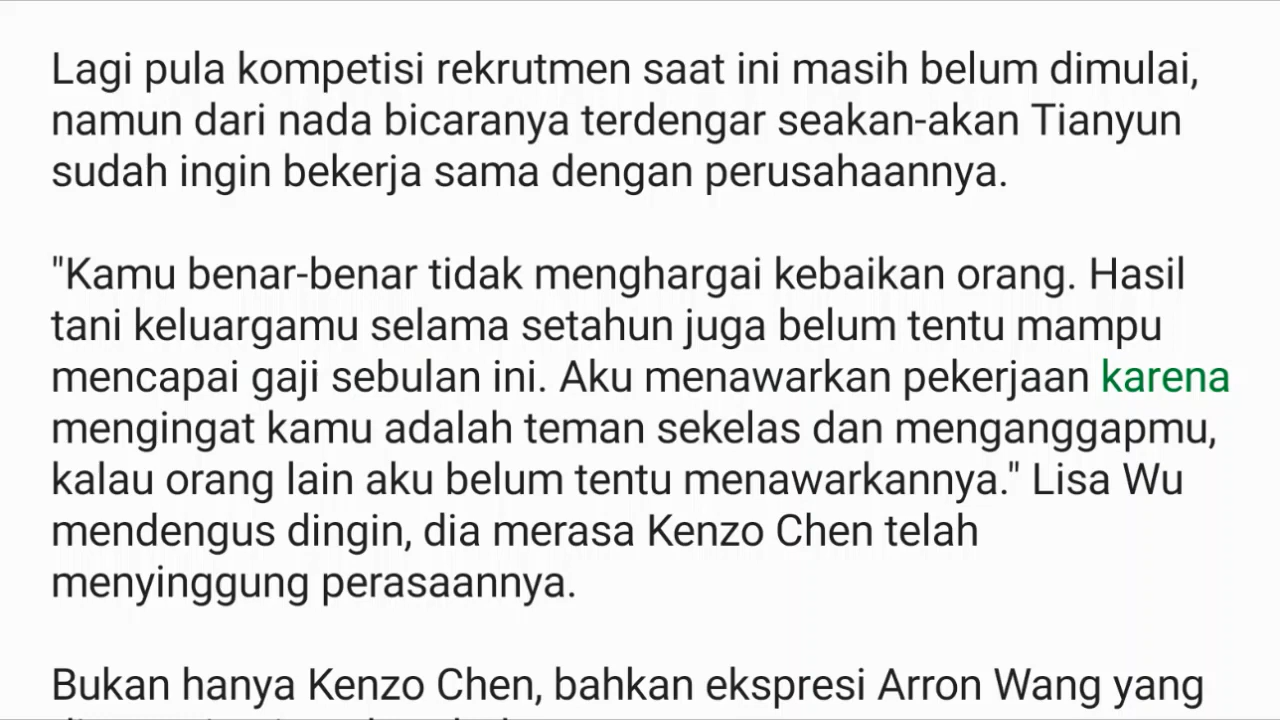 Lagi pula kompetisi rekrutmen saat ini masih belum dimulai,
namun dari nada bicaranya terdengar seakan-akan Tianyun
sudah ingin bekerja sama dengan perusahaannya.
"Kamu benar-benar tidak menghargai kebaikan orang. Hasil
tani keluargamu selama setahun juga belum tentu mampu
mencapai gaji sebulan ini. Aku menawarkan pekerjaan karena
mengingat kamu adalah teman sekelas dan menganggapmu,
kalau orang lain aku belum tentu menawarkannya." Lisa Wu
mendengus dingin, dia merasa Kenzo Chen telah
menyinggung perasaannya.
Bukan hanya Kenzo Chen, bahkan ekspresi Arron Wang yang